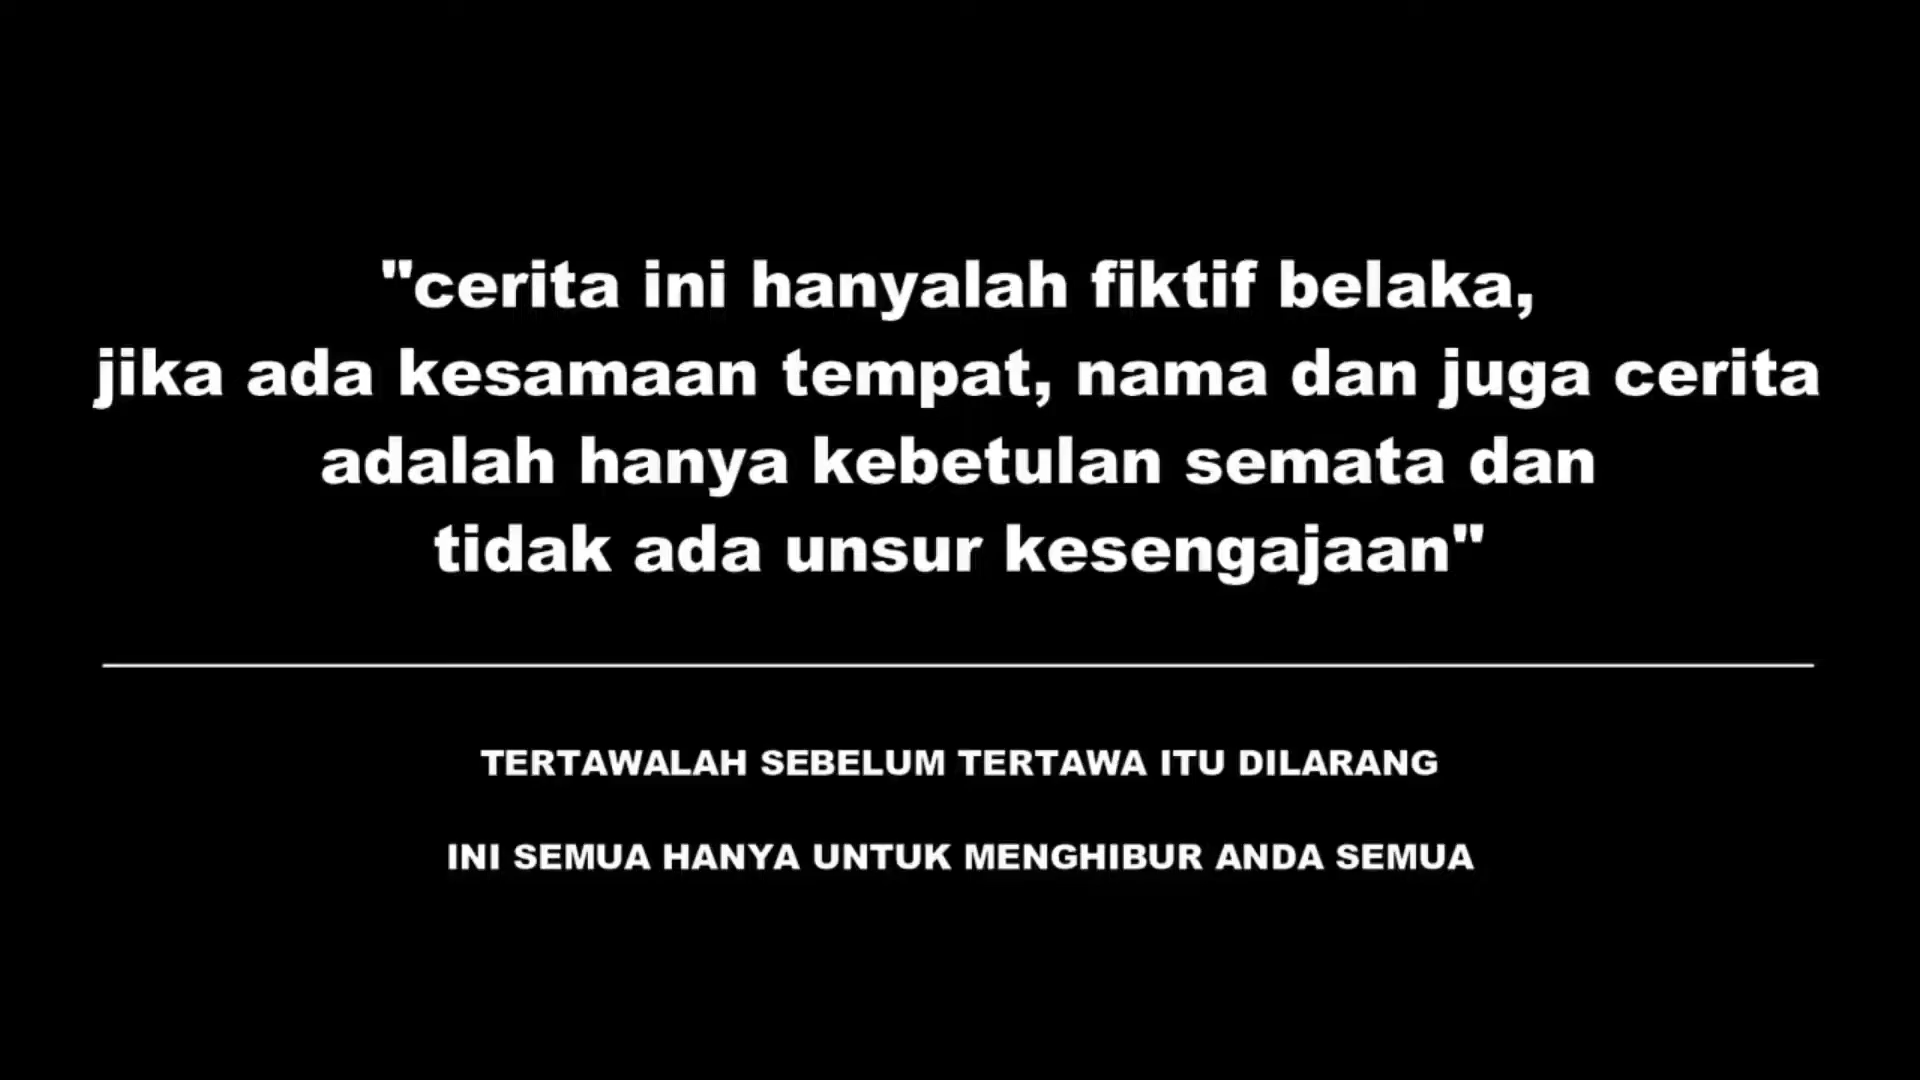 "cerita ini hanyalah fiktif belaka,
jika ada kesamaan tempat, nama dan juga cerita
adalah hanya kebetulan semata dan
tidak ada unsur kesengajaan"
TERTAWALAH SEBELUM TERTAWA ITU DILARANG
INI SEMUA HANYA UNTUK MENGHIBUR ANDA SEMUA